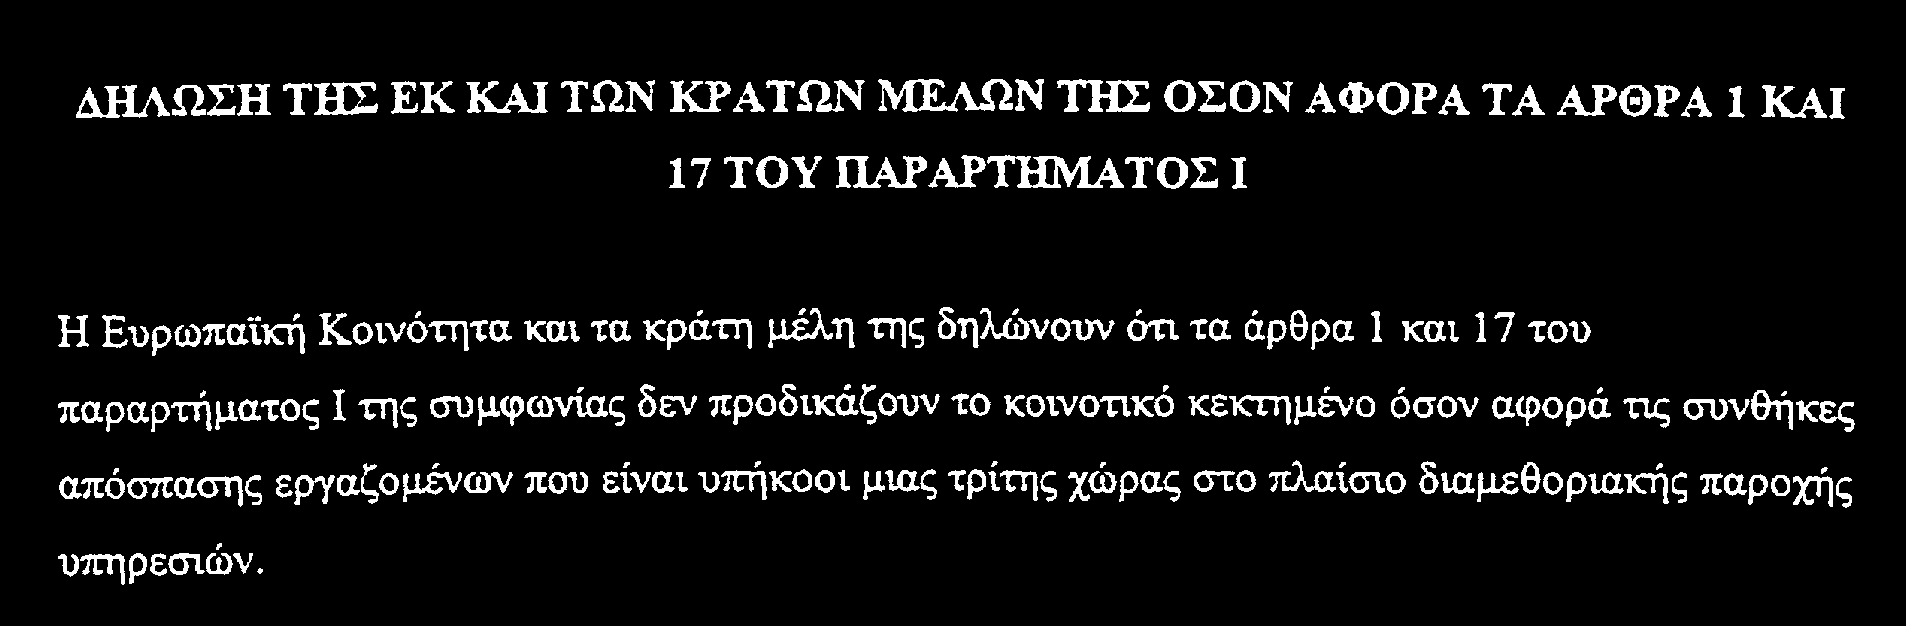 ΔΗΛΩΣΗ ΤΗΣ ΕΚ ΚΑΙ ΤΩΝ ΚΡΑΤΩΝ ΜΕΛΩΝ ΤΗΣ ΟΣΟΝ ΑΦΟΡΑ ΤΑ ΑΡΘΡΑ 1 ΚΑΙ
17 ΤΟΥ ΠΑΡΑΡΤΗΜΑΤΟΣ Ι
Η Ευρωπαϊκή Κοινότητα και τα κράτη μέλη της δηλώνουν ότι τα άρθρα 1 και 17 του
παραρτήματος Ι της συμφωνίας δεν προδικάζουν το κοινοτικό κεκτημένο όσον αφορά τις συνθήκες
απόσπασης εργαζομένων που είναι υπήκοοι μιας τρίτης χώρας στο πλαίσιο διαμεθοριακής παροχής
υπηρεσιών.